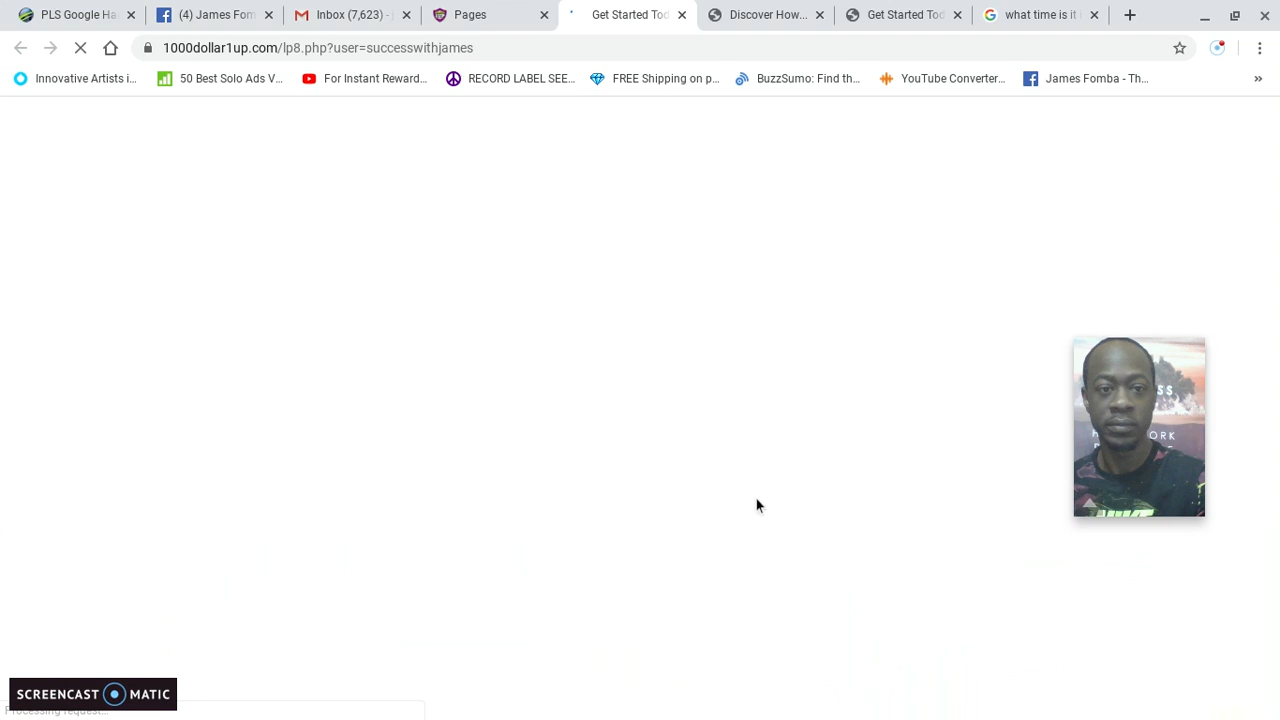 PLS Google Ha
(4) James Fom
Inbox (7,623) -
Pages
Get Started Tod
Discover How...
Get Started Tod
what time is it i
1000dollar1up.com/lp8.php?user=successwithjames
Innovative Artists i...
50 Best Solo Ads V...
For Instant Reward...
RECORD LABEL SEE...
FREE Shipping on p...
BuzzSumo: Find th...
YouTube Converter...
James Fomba - Th...
»
SCREENCAST MATIC
Processing request...